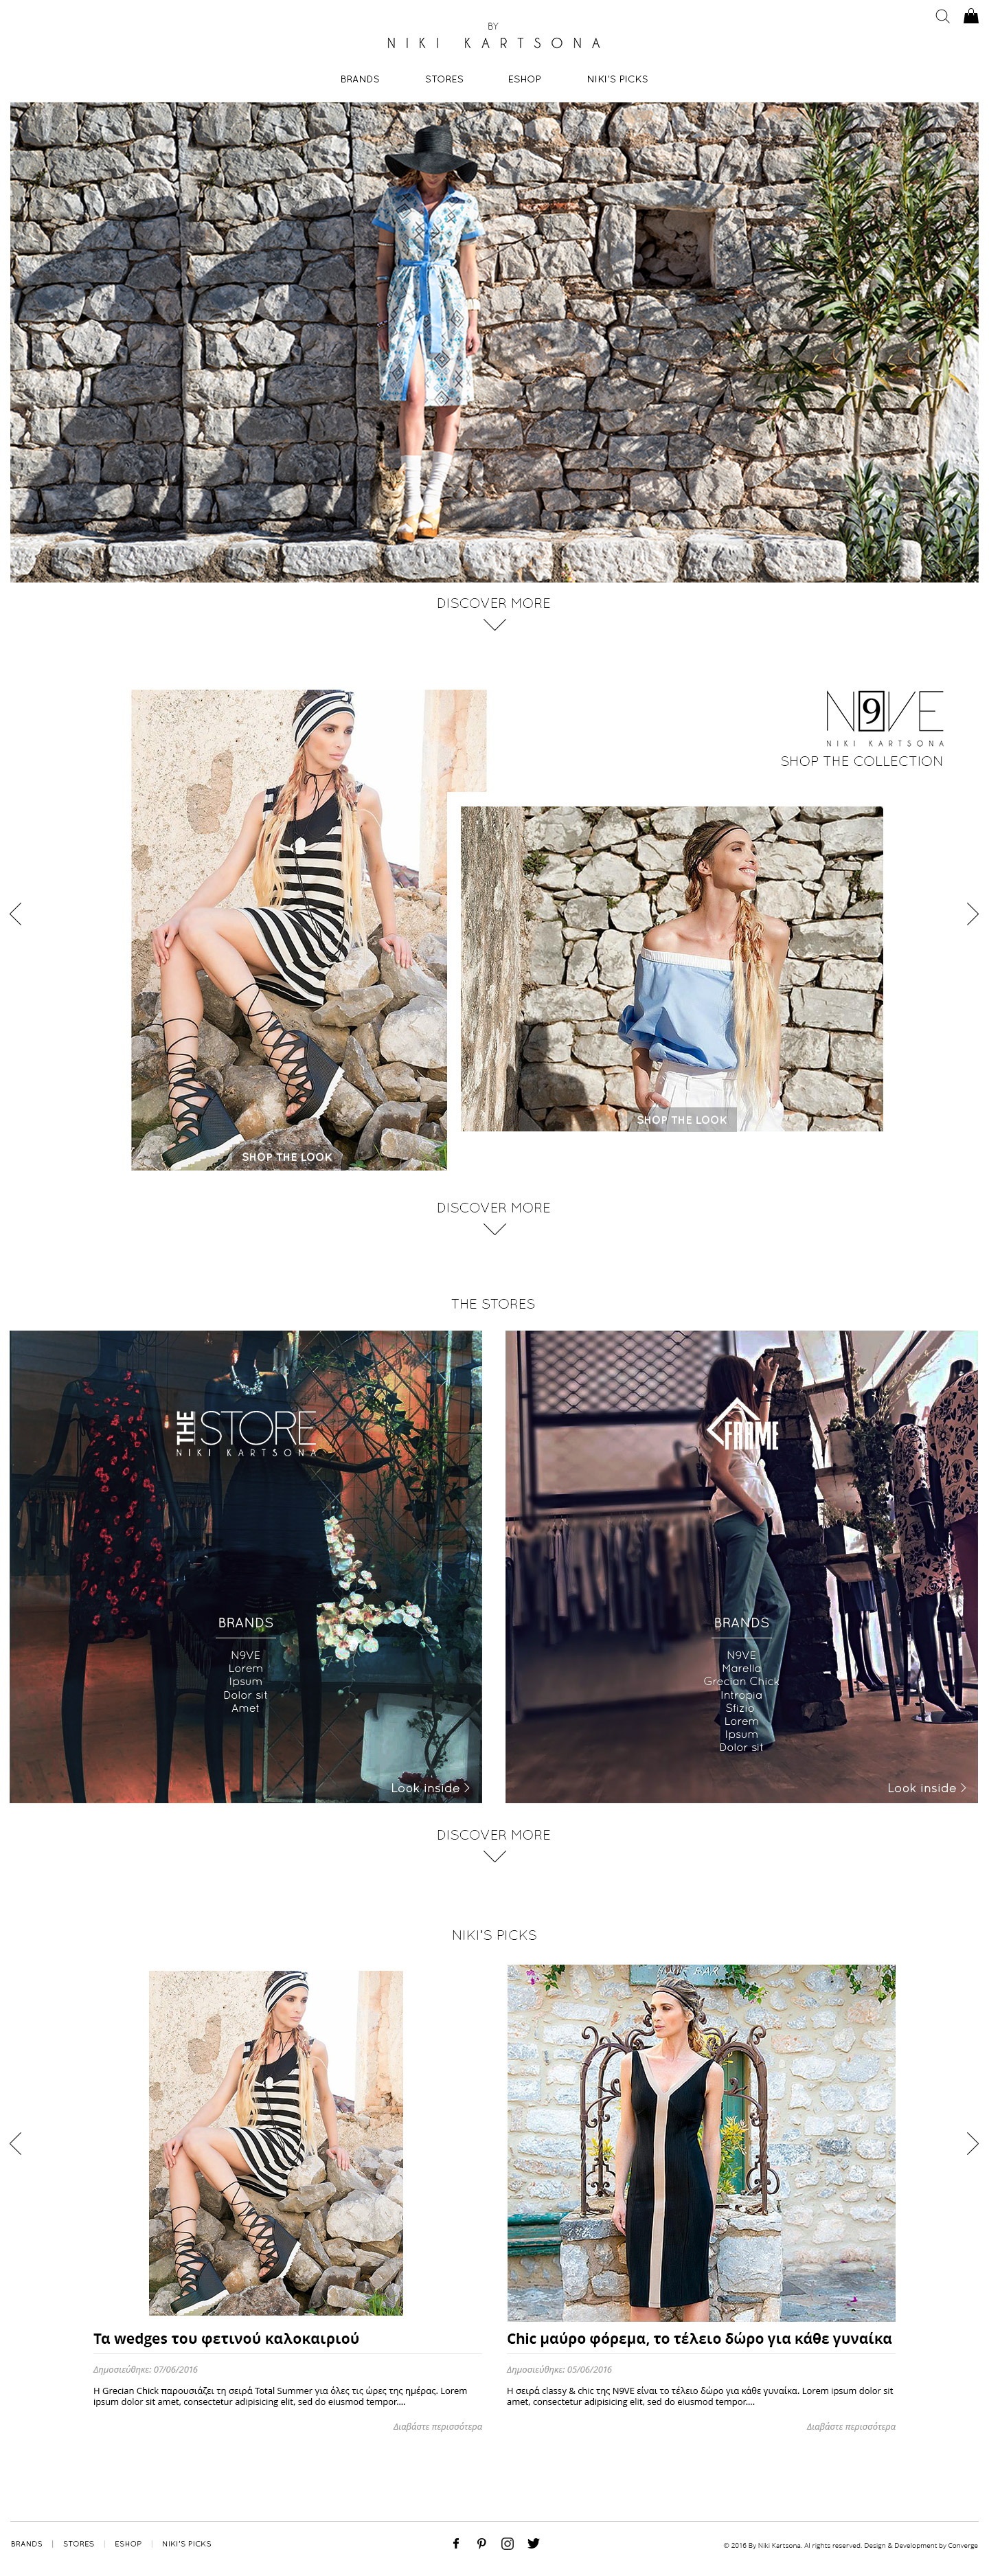 BY
NIKI KARTSONA
BRANDS STORES ESHOP NIKI'S PICKS
DISCOVER MORE
N9VE
NIKI KARTSONA
SHOP THE COLLECTION
SHOP THE LOOK
SHOP THE LOOK
DISCOVER MORE
THE STORES
THE STORE
NIKI KARTSONA
BRANDS
N9VE
Lorem
Ipsum
Dolor sit
Amet
Look inside >
FRAME
BRANDS
N9VE
Marella
Grecian Chick
Intropia
Sfizio
Lorem
Ipsum
Dolor sit
Look inside >
DISCOVER MORE
NIKI'S PICKS
Τα wedges του φετινού καλοκαιριού
Δημοσιεύθηκε: 07/06/2016
Η Grecian Chick παρουσιάζει τη σειρά Total Summer για όλες τις ώρες της ημέρας. Lorem
ipsum dolor sit amet, consectetur adipisicing elit, sed do eiusmod tempor....
Διαβάστε περισσότερα
Chic μαύρο φόρεμα, το τέλειο δώρο για κάθε γυναίκα
Δημοσιεύθηκε: 05/06/2016
Η σειρά classy & chic της N9VE είναι το τέλειο δώρο για κάθε γυναίκα. Lorem ipsum dolor sit
amet, consectetur adipisicing elit, sed do eiusmod tempor....
Διαβάστε περισσότερα
BRANDS | STORES | ESHOP | NIKI'S PICKS
© 2016 By Niki Kartsona. Al rights reserved. Design & Development by Converge